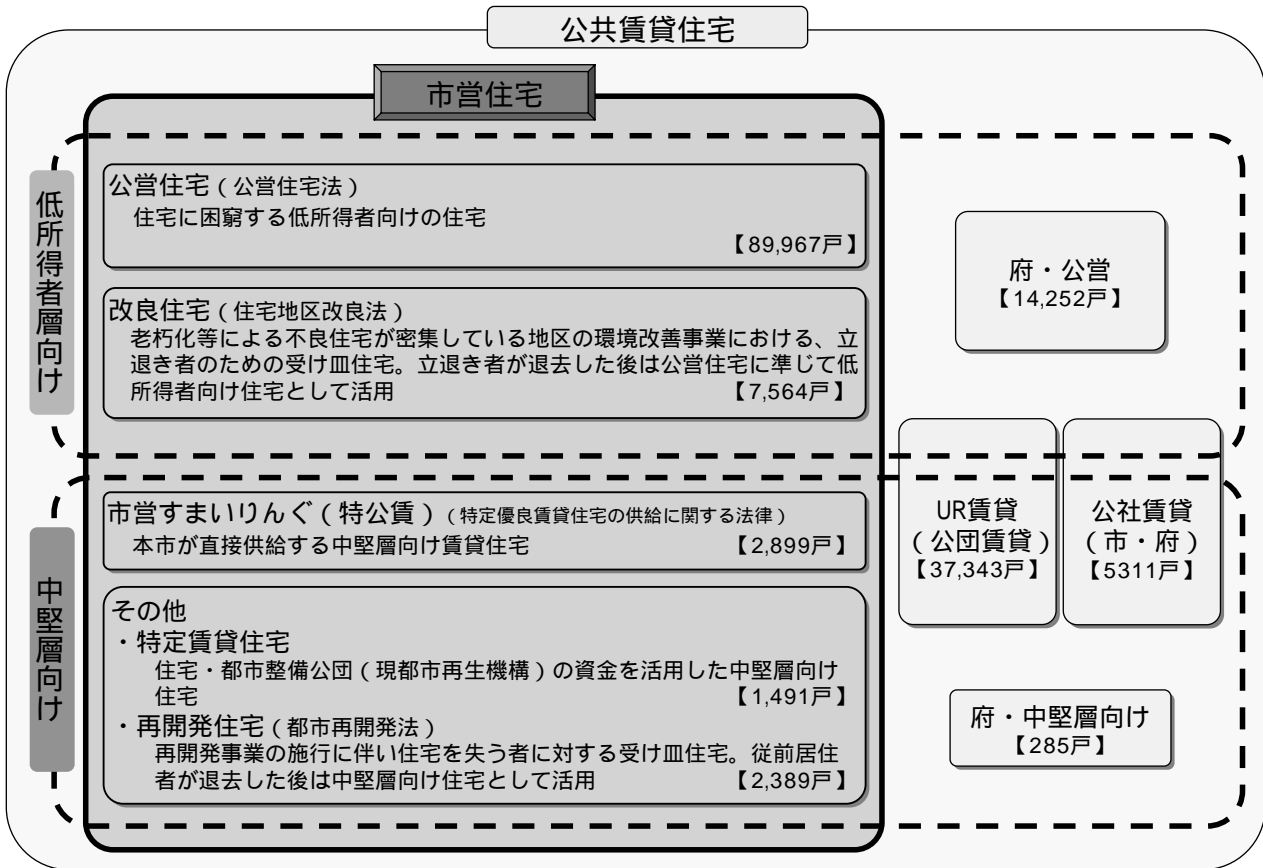 公共賃貸住宅
市営住宅
低所得者層向け
公営住宅(公営住宅法)
住宅に困窮する低所得者向けの住宅
【89,967戸】
改良住宅(住宅地区改良法)
老朽化等による不良住宅が密集している地区の環境改善事業における、立
退き者のための受け皿住宅。立退き者が退去した後は公営住宅に準じて低
所得者向け住宅として活用 【7,564戸】
府・公営
【14,252戸】
中堅層向け
市営すまいりんぐ(特公賃)(特定優良賃貸住宅の供給に関する法律)
本市が直接供給する中堅層向け賃貸住宅 【2,899戸】
その他
・特定賃貸住宅
住宅・都市整備公団(現都市再生機構)の資金を活用した中堅層向け
住宅 【1,491戸】
・再開発住宅(都市再開発法)
再開発事業の施行に伴い住宅を失う者に対する受け皿住宅。従前居住
者が退去した後は中堅層向け住宅として活用 【2,389戸】
UR賃貸
(公団賃貸)
【37,343戸】
公社賃貸
(市・府)
【5311戸】
府・中堅層向け
【285戸】